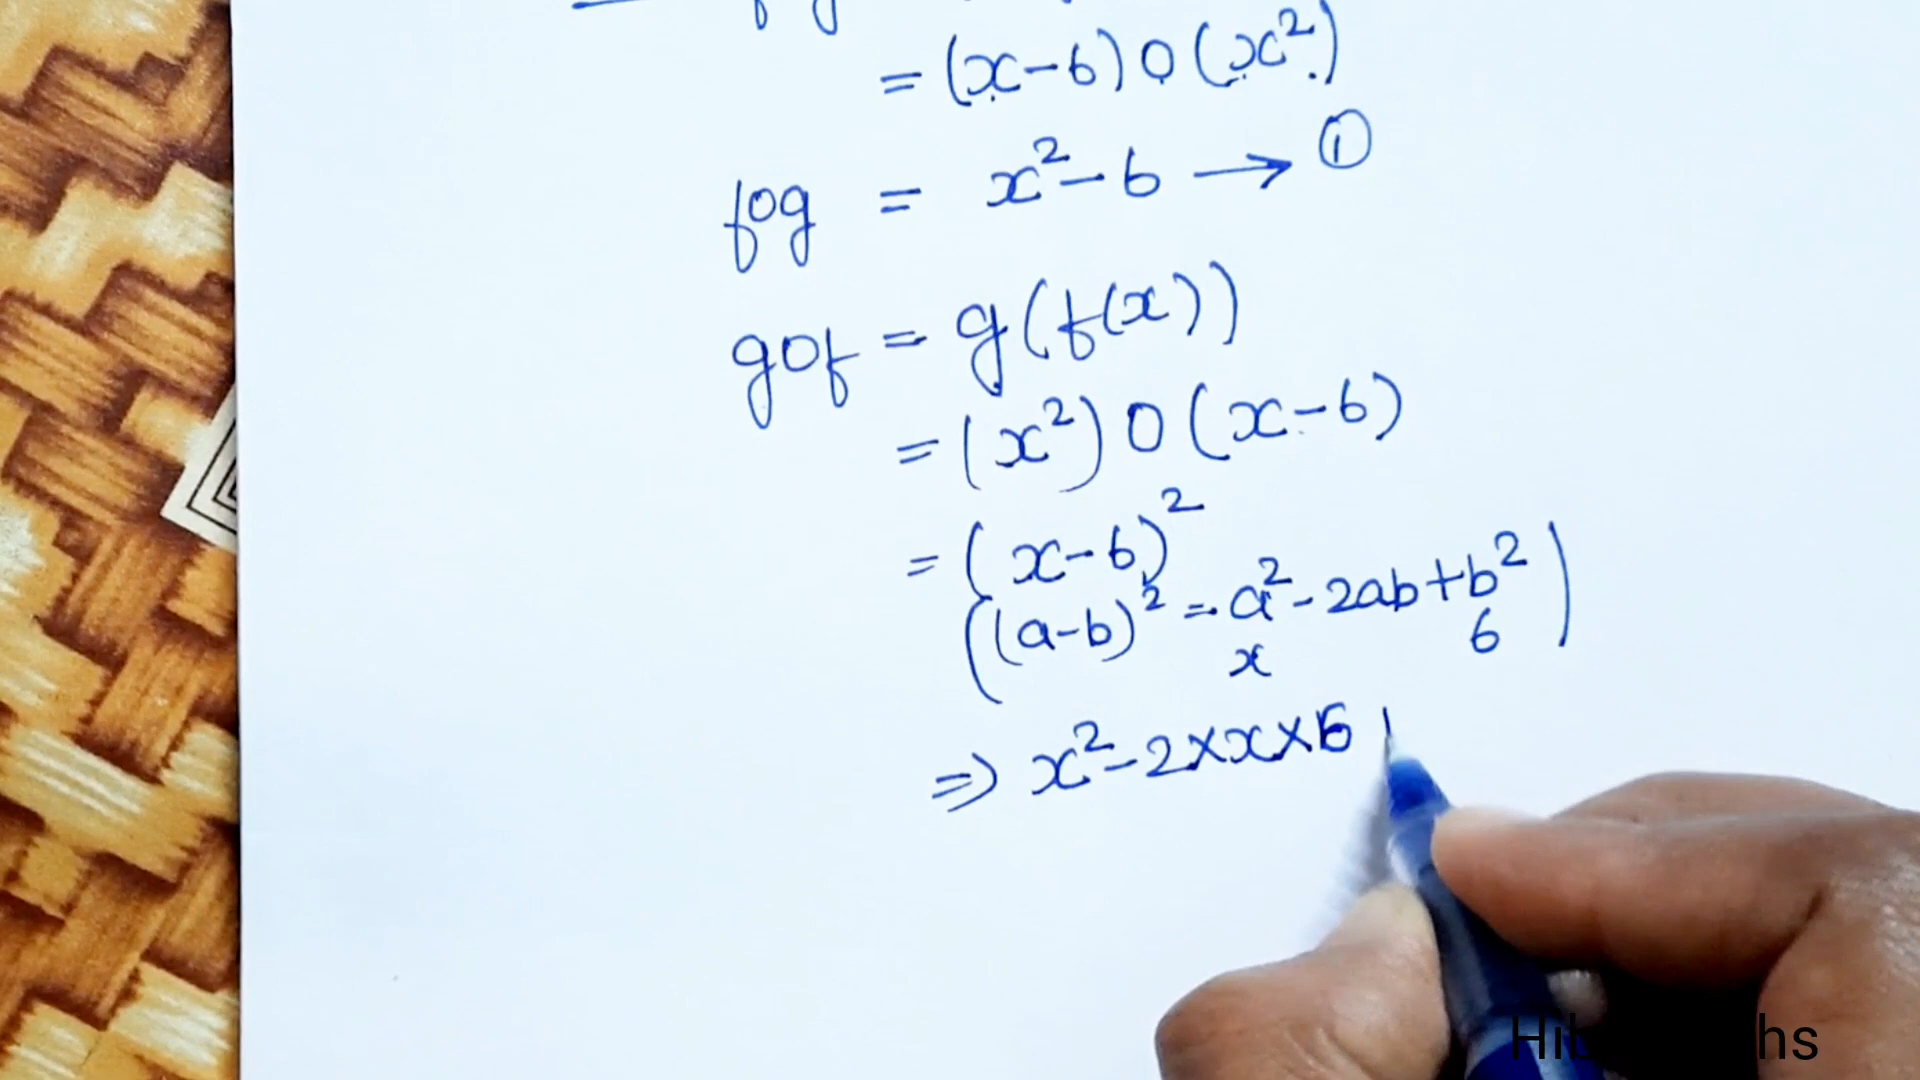 = (x-6) o (x²)
fog = x² - 6 → ①
gof = g(f(x))
= (x²) o (x-6)
= (x-6)²
((a-b)² = a² - 2ab + b²)
x 6
⇒ x² - 2×x×6